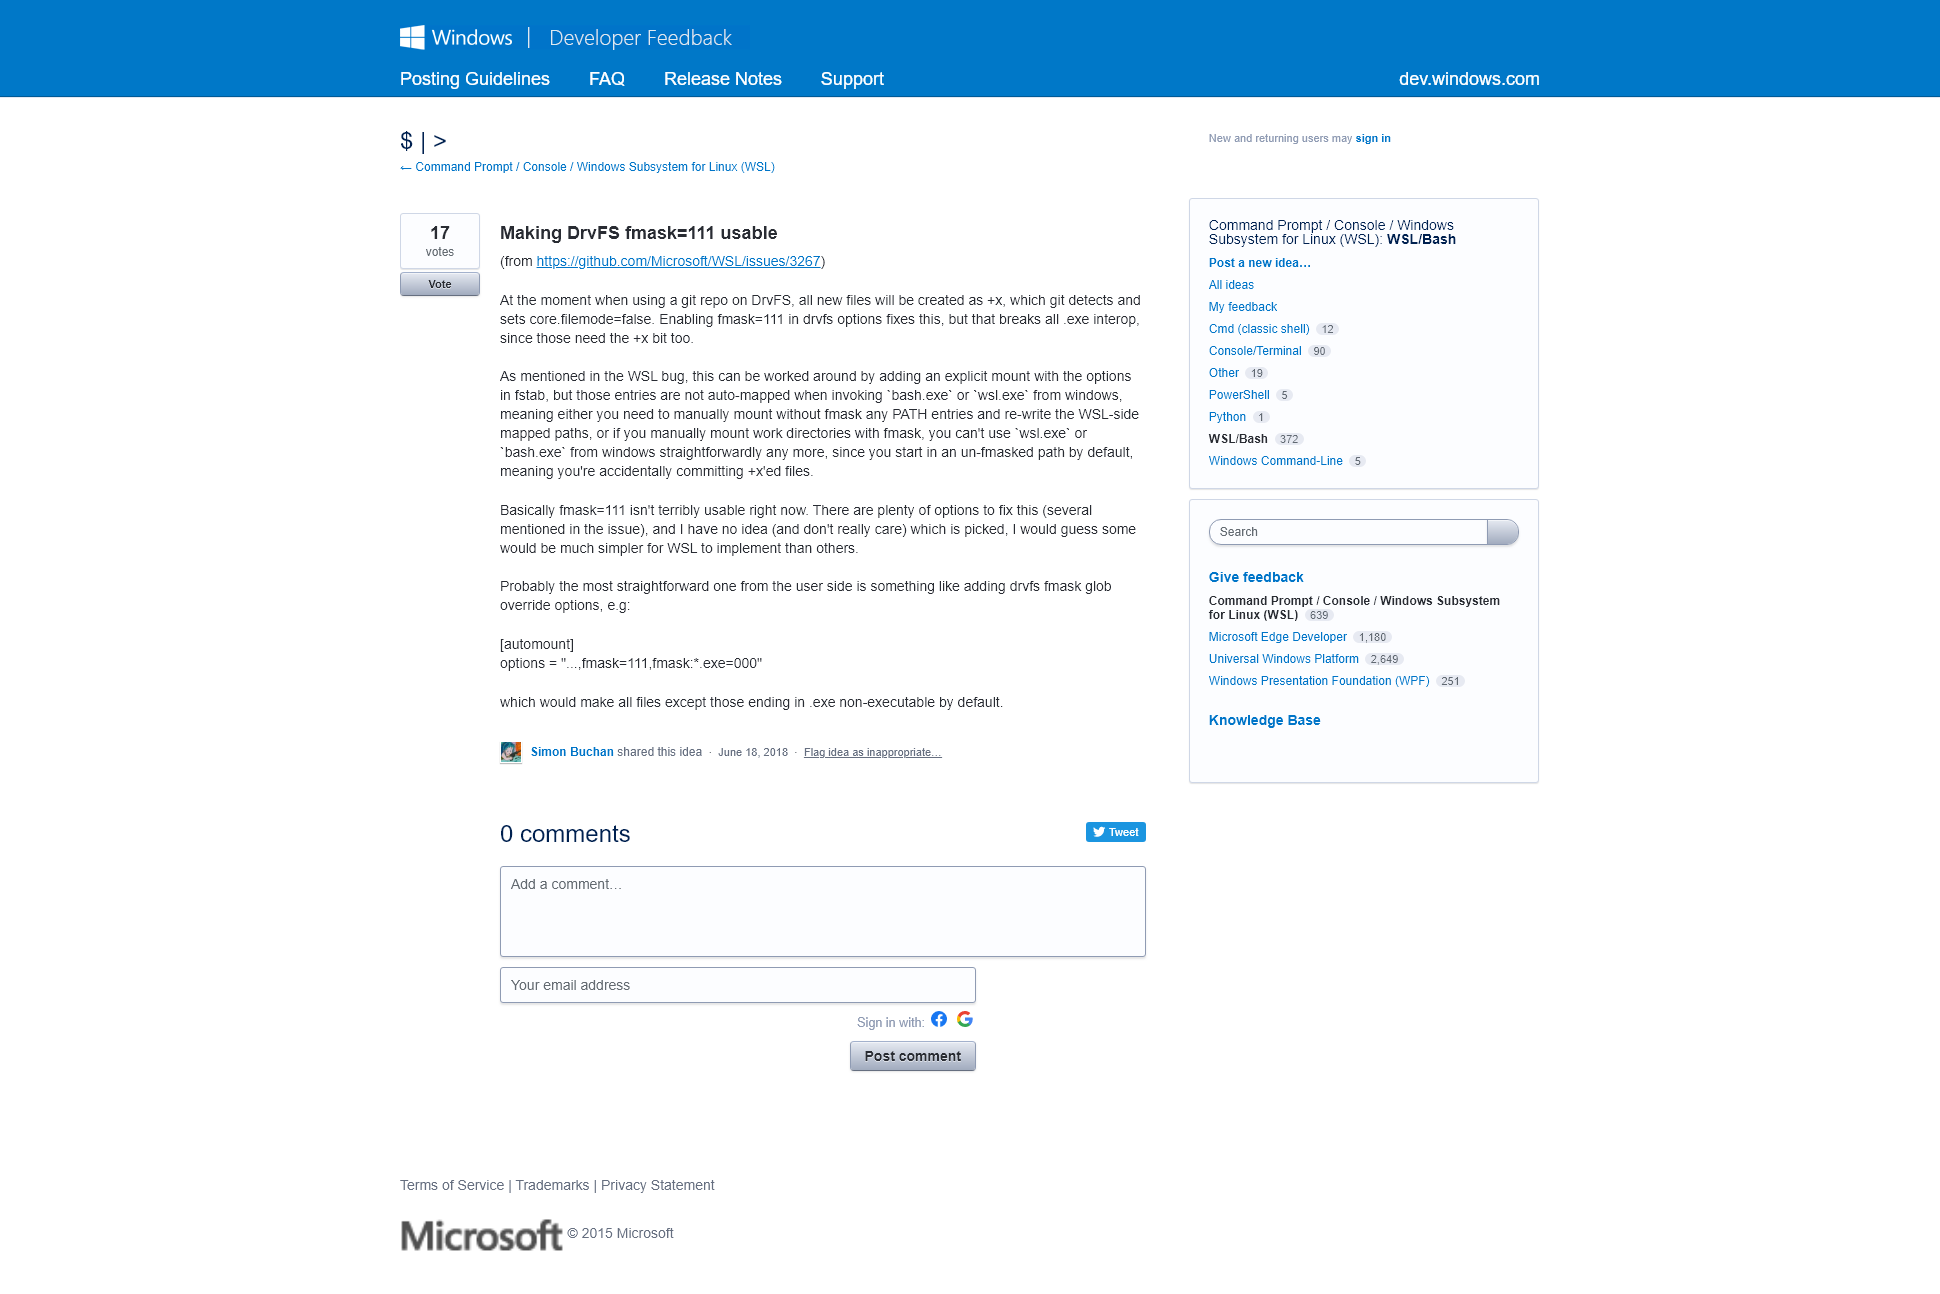 Windows | Developer Feedback
Posting Guidelines FAQ Release Notes Support dev.windows.com
$ | >
← Command Prompt / Console / Windows Subsystem for Linux (WSL)
New and returning users may sign in
17
votes
Vote
Making DrvFS fmask=111 usable
(from https://github.com/Microsoft/WSL/issues/3267)
At the moment when using a git repo on DrvFS, all new files will be created as +x, which git detects and
sets core.filemode=false. Enabling fmask=111 in drvfs options fixes this, but that breaks all .exe interop,
since those need the +x bit too.
As mentioned in the WSL bug, this can be worked around by adding an explicit mount with the options
in fstab, but those entries are not auto-mapped when invoking `bash.exe` or `wsl.exe` from windows,
meaning either you need to manually mount without fmask any PATH entries and re-write the WSL-side
mapped paths, or if you manually mount work directories with fmask, you can't use `wsl.exe` or
`bash.exe` from windows straightforwardly any more, since you start in an un-fmasked path by default,
meaning you're accidentally committing +x'ed files.
Basically fmask=111 isn't terribly usable right now. There are plenty of options to fix this (several
mentioned in the issue), and I have no idea (and don't really care) which is picked, I would guess some
would be much simpler for WSL to implement than others.
Probably the most straightforward one from the user side is something like adding drvfs fmask glob
override options, e.g:
[automount]
options = "...,fmask=111,fmask:*.exe=000"
which would make all files except those ending in .exe non-executable by default.
Simon Buchan shared this idea · June 18, 2018 · Flag idea as inappropriate…
0 comments
Tweet
Add a comment…
Your email address
Sign in with:
Post comment
Command Prompt / Console / Windows
Subsystem for Linux (WSL): WSL/Bash
Post a new idea…
All ideas
My feedback
Cmd (classic shell) 12
Console/Terminal 90
Other 19
PowerShell 5
Python 1
WSL/Bash 372
Windows Command-Line 5
Search
Give feedback
Command Prompt / Console / Windows Subsystem
for Linux (WSL) 639
Microsoft Edge Developer 1,180
Universal Windows Platform 2,649
Windows Presentation Foundation (WPF) 251
Knowledge Base
Terms of Service | Trademarks | Privacy Statement
Microsoft © 2015 Microsoft